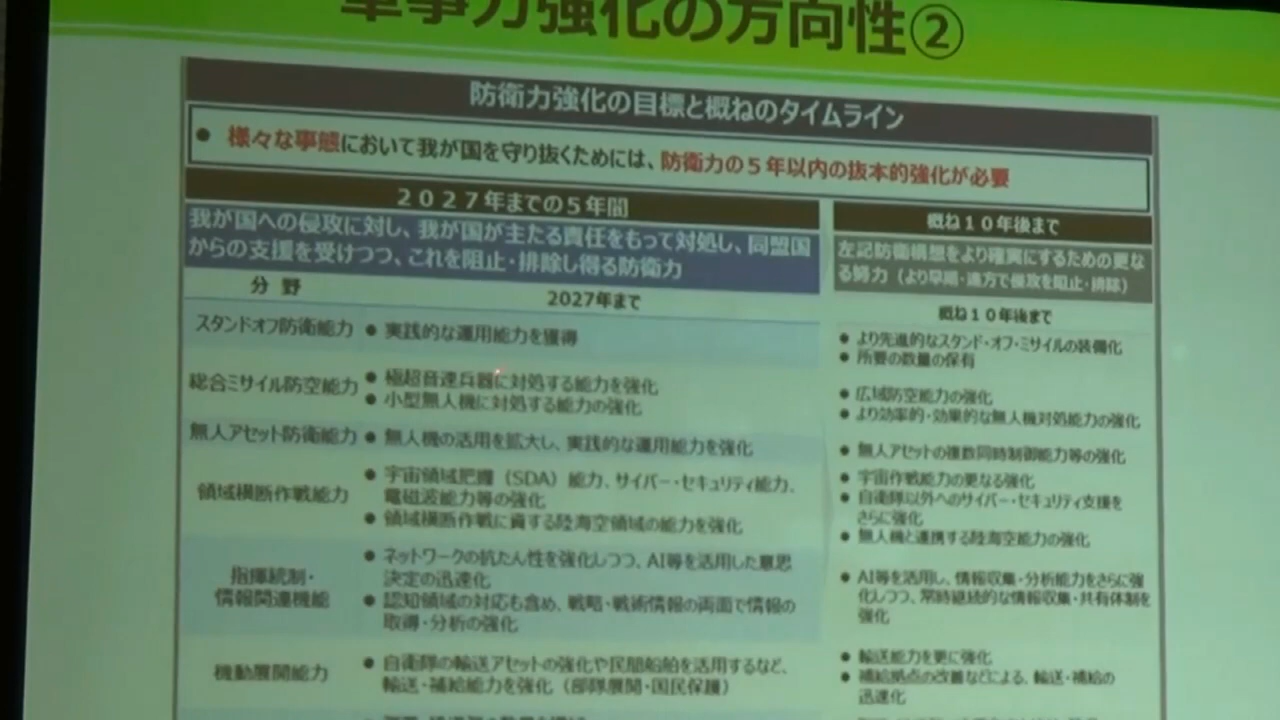 軍事力強化の方向性②
防衛力強化の目標と概ねのタイムライン
● 様々な事態において我が国を守り抜くためには、防衛力の5年以内の抜本的強化が必要
2027年までの5年間
我が国への侵攻に対し、我が国が主たる責任をもって対処し、同盟国
からの支援を受けつつ、これを阻止・排除し得る防衛力
概ね10年後まで
左記防衛構想をより確実にするための更な
る努力（より早期・遠方で侵攻を阻止・排除）
分野
2027年まで
概ね10年後まで
スタンドオフ防衛能力
● 実践的な運用能力を獲得
● より先進的なスタンド・オフ・ミサイルの装備化
● 所要の数量の保有
総合ミサイル防空能力
● 極超音速兵器に対処する能力を強化
● 小型無人機に対処する能力の強化
● 広域防空能力の強化
● より効率的・効果的な無人機対処能力の強化
無人アセット防衛能力
● 無人機の活用を拡大し、実践的な運用能力を強化
● 無人アセットの複数同時制御能力等の強化
領域横断作戦能力
● 宇宙領域把握（SDA）能力、サイバー・セキュリティ能力、
電磁波能力等の強化
● 領域横断作戦に資する陸海空領域の能力を強化
● 宇宙作戦能力の更なる強化
● 自衛隊以外へのサイバー・セキュリティ支援を
さらに強化
● 無人機と連携する陸海空能力の強化
指揮統制・
情報関連機能
● ネットワークの抗たん性を強化しつつ、AI等を活用した意思
決定の迅速化
● 認知領域の対応も含め、戦略・戦術情報の両面で情報の
取得・分析の強化
● AI等を活用し、情報収集・分析能力をさらに強
化しつつ、常時継続的な情報収集・共有体制を
強化
機動展開能力
● 自衛隊の輸送アセットの強化や民間船舶を活用するなど、
輸送・補給能力を強化（部隊展開・国民保護）
● 輸送能力を更に強化
● 補給拠点の改善などによる、輸送・補給の
迅速化